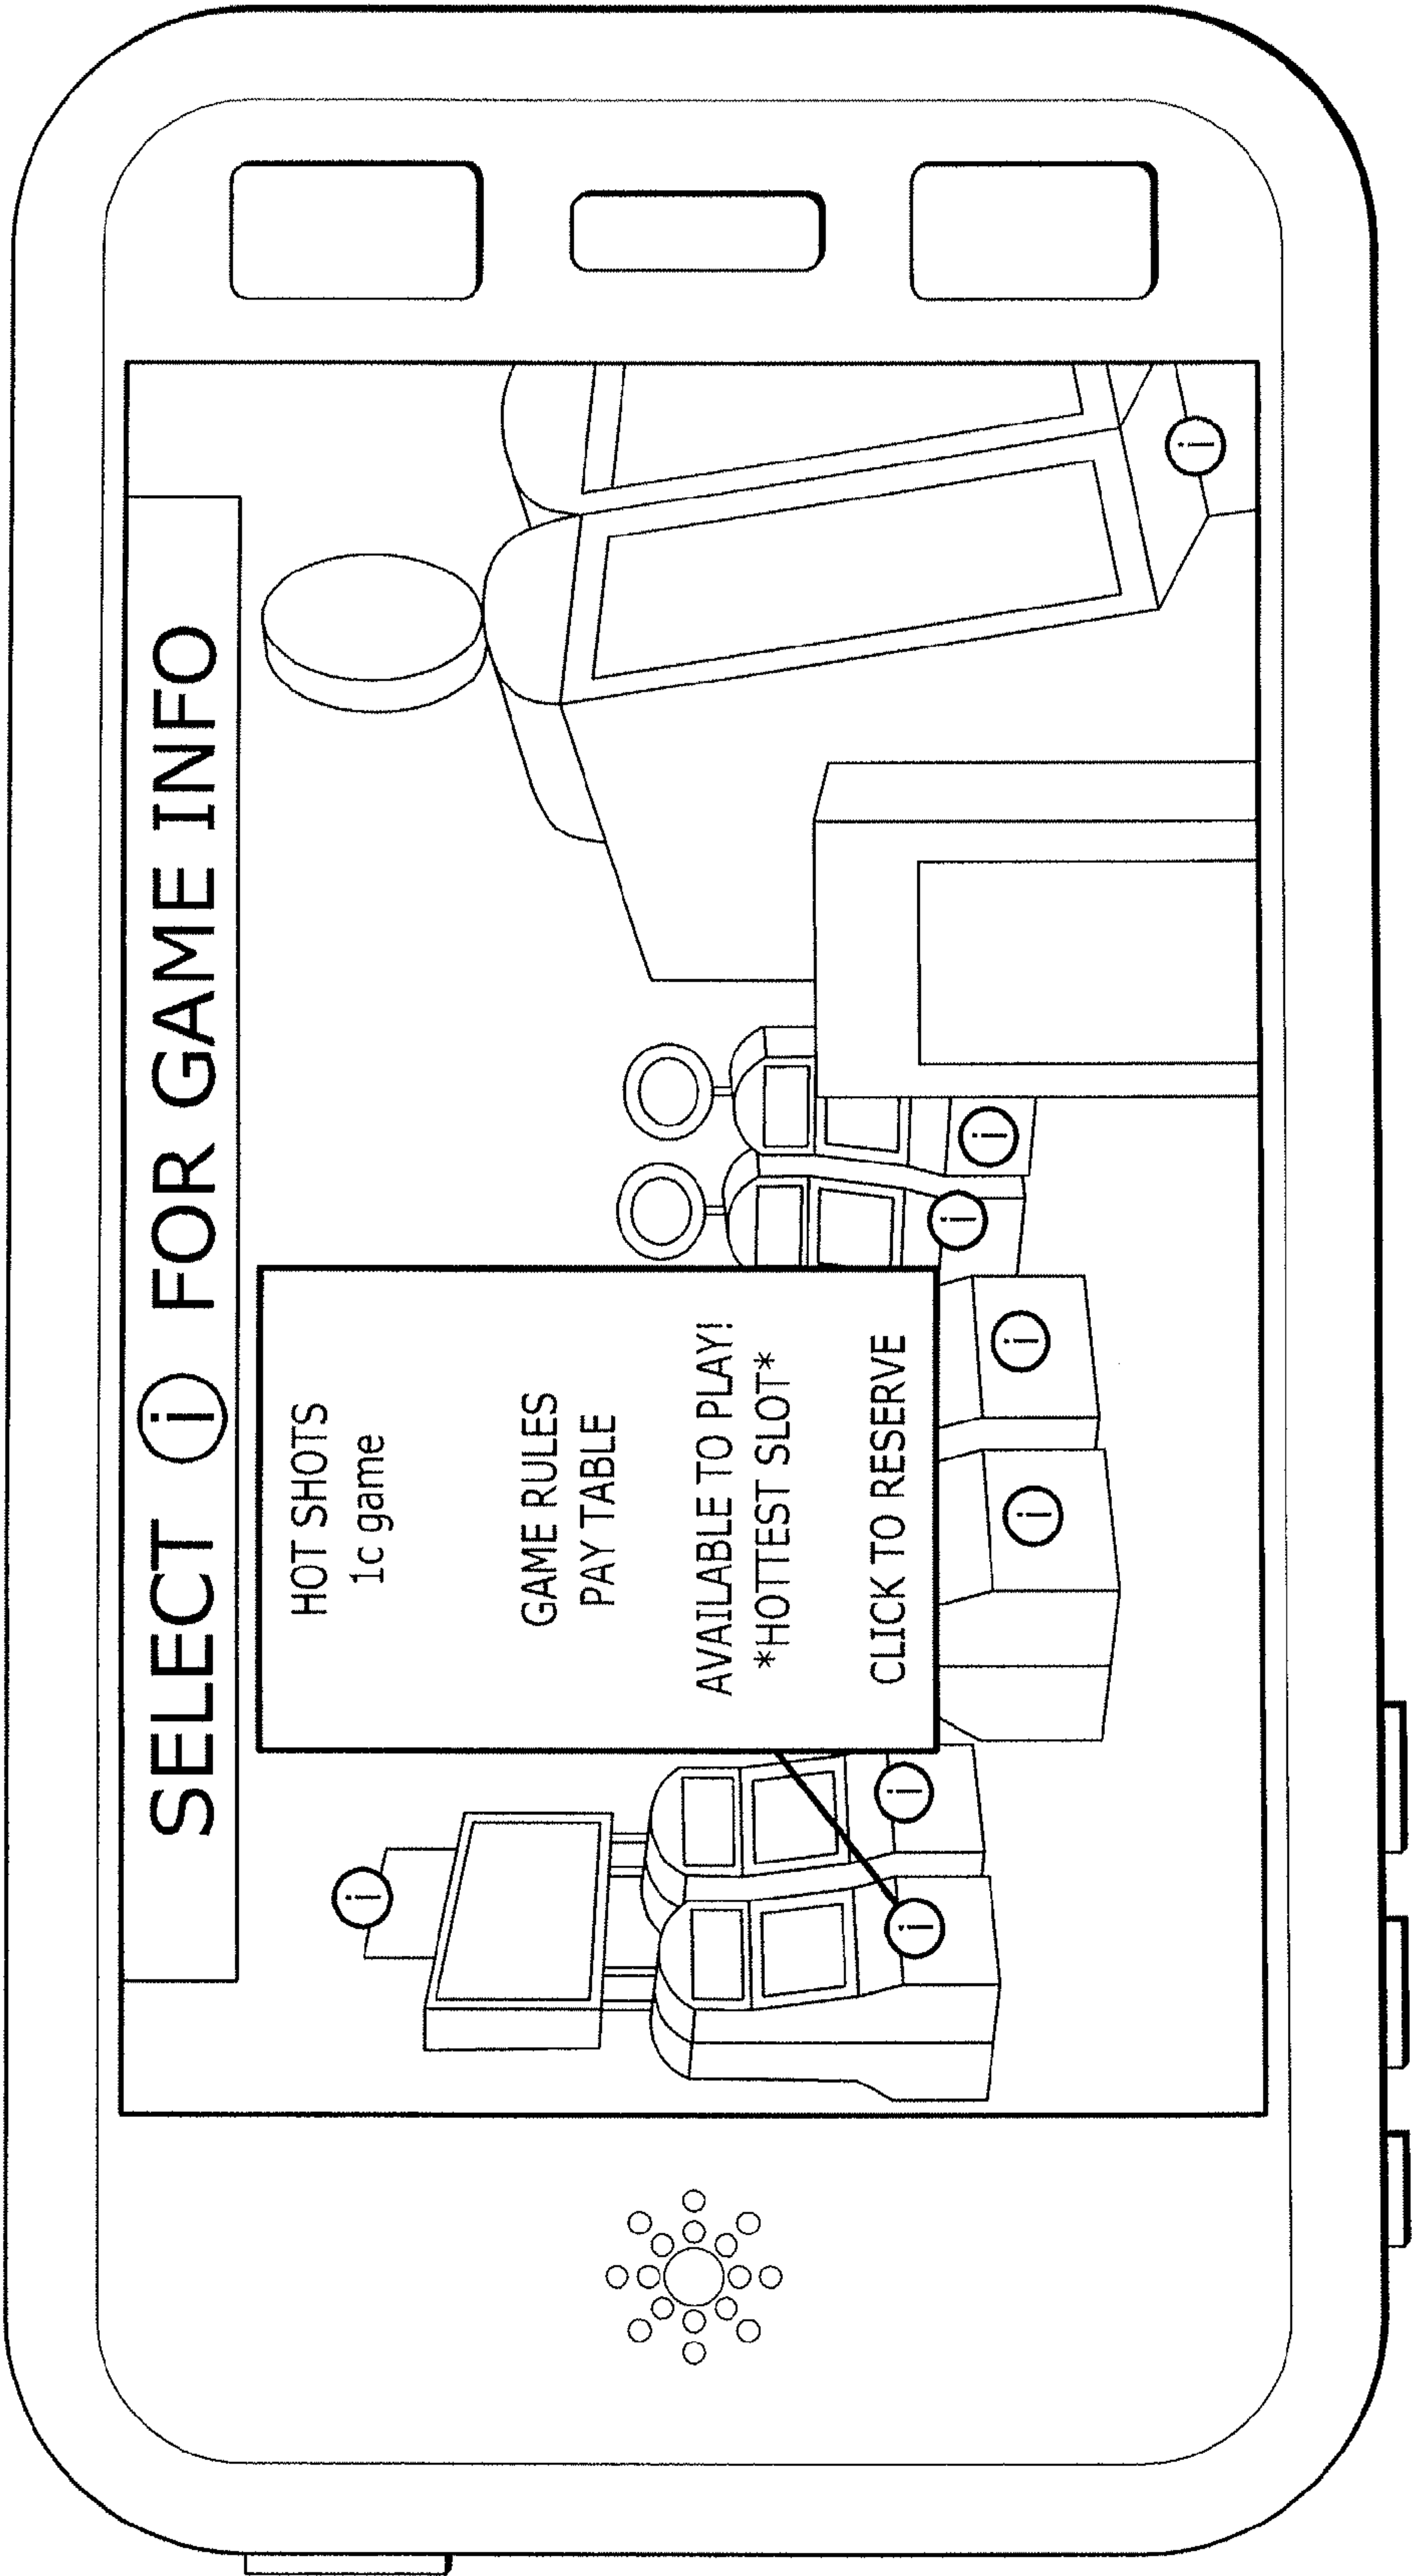 SELECT i FOR GAME INFO
HOT SHOTS
1c game
GAME RULES
PAY TABLE
AVAILABLE TO PLAY!
*HOTTEST SLOT*
CLICK TO RESERVE
i
i
i
i
i
i
i
i